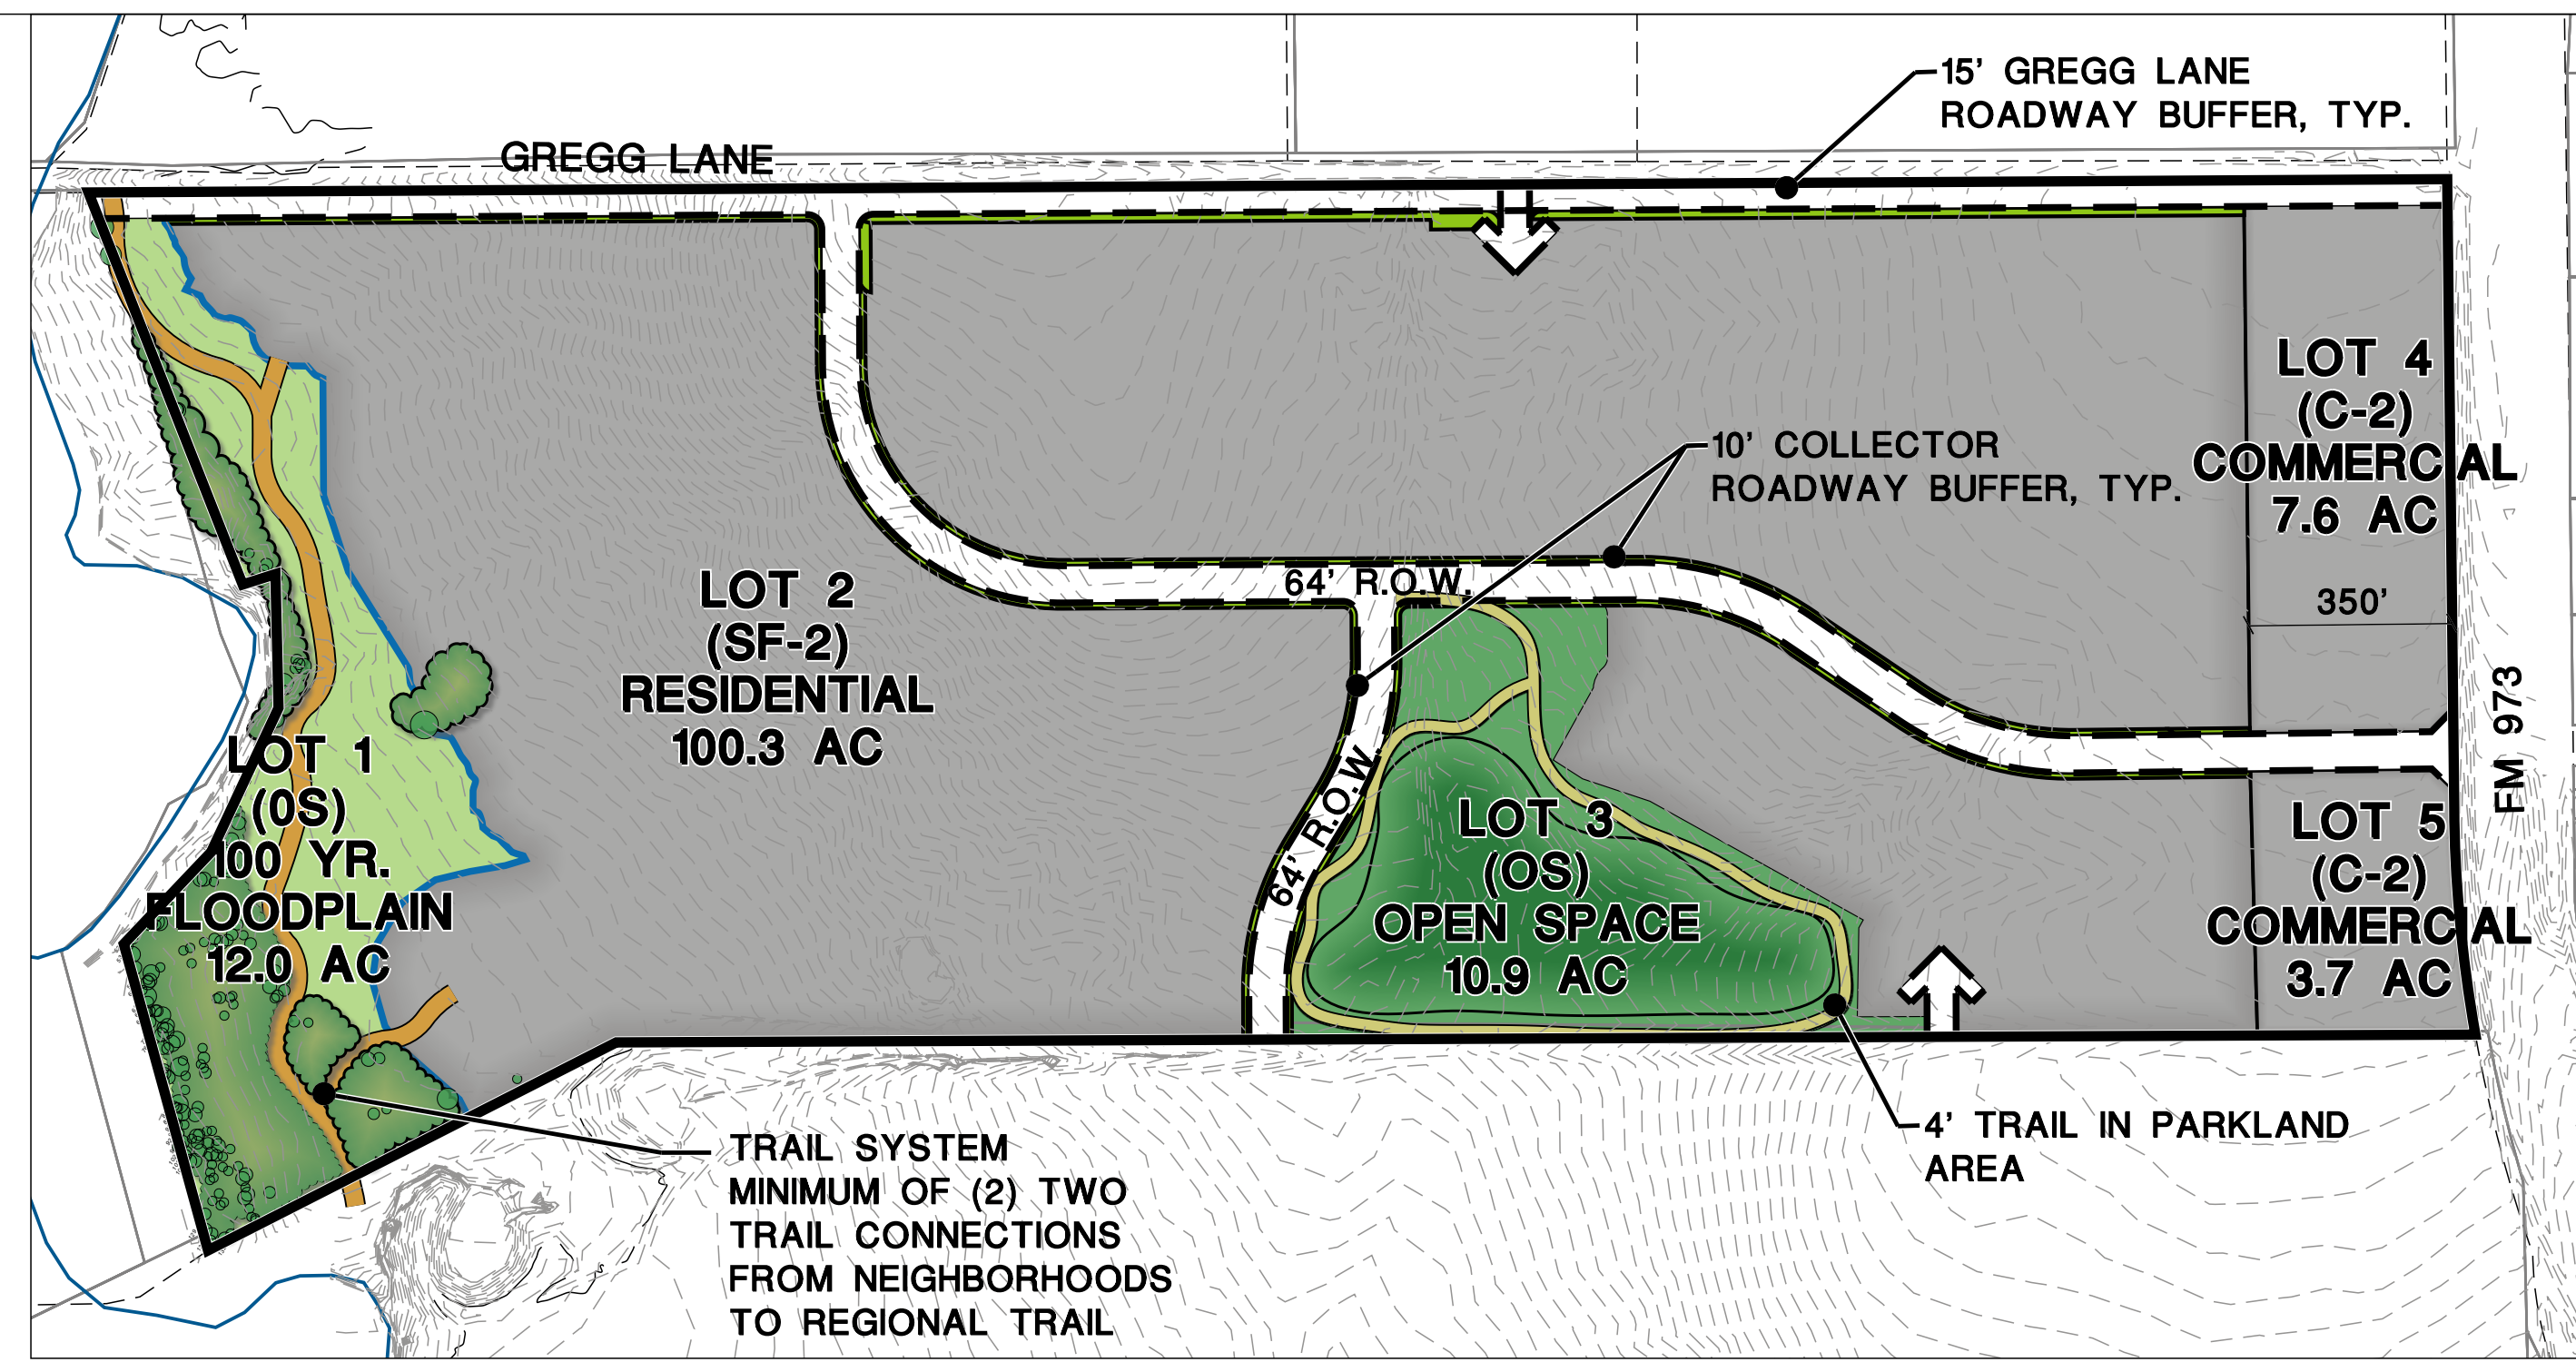 15' GREGG LANE
ROADWAY BUFFER, TYP.
GREGG LANE
LOT 4
(C-2)
COMMERCIAL
7.6 AC
350'
10' COLLECTOR
ROADWAY BUFFER, TYP.
64' R.O.W.
LOT 2
(SF-2)
RESIDENTIAL
100.3 AC
FM 973
LOT 1
(OS)
100 YR.
FLOODPLAIN
12.0 AC
64' R.O.W.
LOT 3
(OS)
OPEN SPACE
10.9 AC
LOT 5
(C-2)
COMMERCIAL
3.7 AC
4' TRAIL IN PARKLAND
AREA
TRAIL SYSTEM
MINIMUM OF (2) TWO
TRAIL CONNECTIONS
FROM NEIGHBORHOODS
TO REGIONAL TRAIL